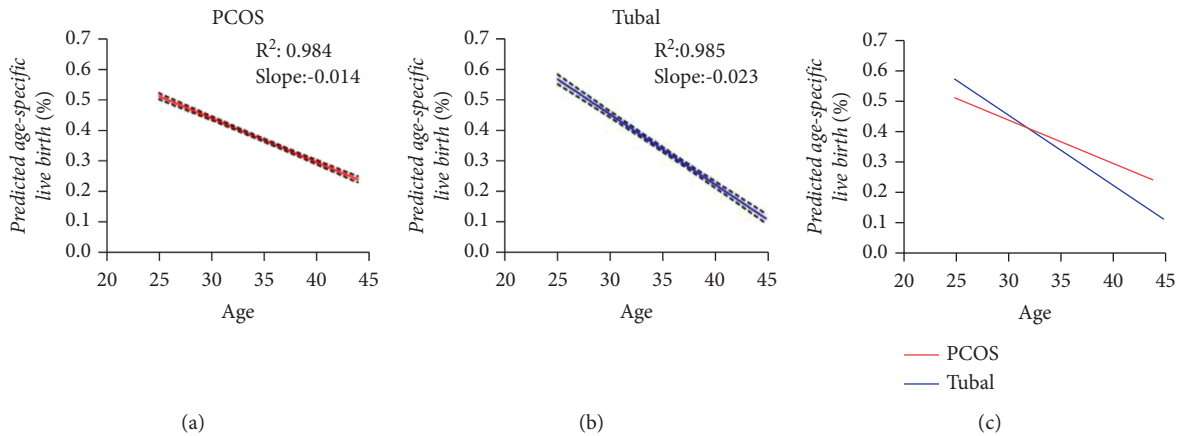 PCOS
R²: 0.984
Slope:-0.014
0.7
0.6
0.5
0.4
0.3
0.2
0.1
0.0
Predicted age-specific
live birth (%)
20 25 30 35 40 45
Age
(a)
Tubal
R²:0.985
Slope:-0.023
0.7
0.6
0.5
0.4
0.3
0.2
0.1
0.0
Predicted age-specific
live birth (%)
20 25 30 35 40 45
Age
(b)
0.7
0.6
0.5
0.4
0.3
0.2
0.1
0.0
Predicted age-specific
live birth (%)
20 25 30 35 40 45
Age
PCOS
Tubal
(c)